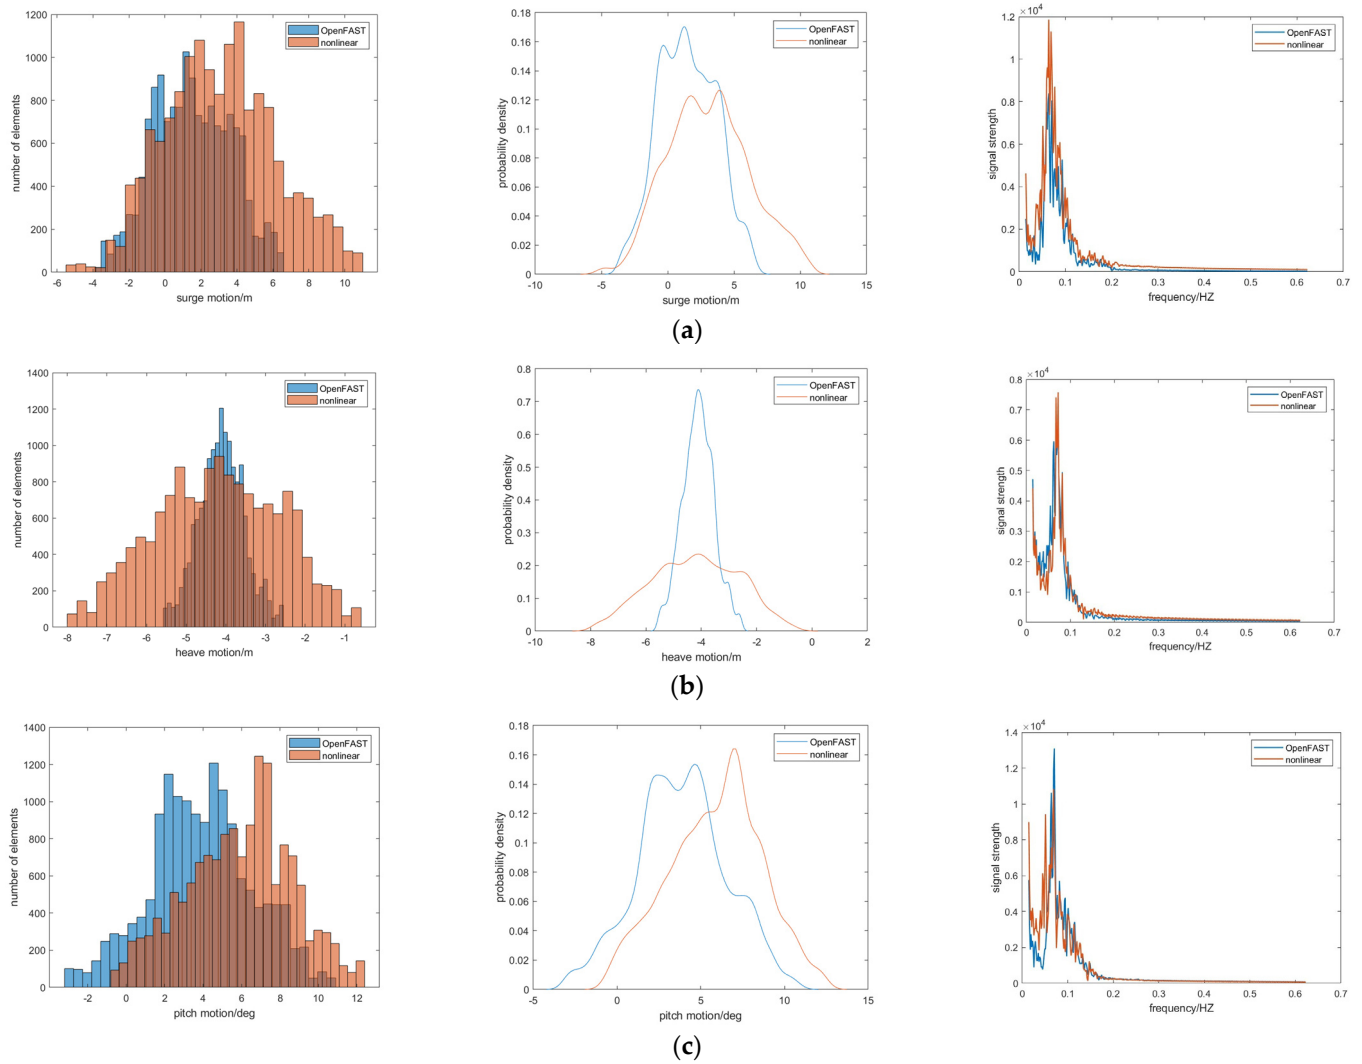 1200
1000
800
600
400
200
0
-6 -4 -2 0 2 4 6 8 10
number of elements
surge motion/m
OpenFAST
nonlinear
0.18
0.16
0.14
0.12
0.1
0.08
0.06
0.04
0.02
0
-10 -5 0 5 10 15
probability density
surge motion/m
OpenFAST
nonlinear
×10⁴
1.2
1
0.8
0.6
0.4
0.2
0
0 0.1 0.2 0.3 0.4 0.5 0.6 0.7
signal strength
frequency/HZ
OpenFAST
nonlinear
(a)
1400
1200
1000
800
600
400
200
0
-8 -7 -6 -5 -4 -3 -2 -1
number of elements
heave motion/m
OpenFAST
nonlinear
0.8
0.7
0.6
0.5
0.4
0.3
0.2
0.1
0
-10 -8 -6 -4 -2 0 2
probability density
heave motion/m
OpenFAST
nonlinear
×10⁴
0.8
0.7
0.6
0.5
0.4
0.3
0.2
0.1
0
0 0.1 0.2 0.3 0.4 0.5 0.6 0.7
signal strength
frequency/HZ
OpenFAST
nonlinear
(b)
1400
1200
1000
800
600
400
200
0
-2 0 2 4 6 8 10 12
number of elements
pitch motion/deg
OpenFAST
nonlinear
0.18
0.16
0.14
0.12
0.1
0.08
0.06
0.04
0.02
0
-5 0 5 10 15
probability density
pitch motion/deg
OpenFAST
nonlinear
×10⁴
1.4
1.2
1
0.8
0.6
0.4
0.2
0
0 0.1 0.2 0.3 0.4 0.5 0.6 0.7
signal strength
frequency/HZ
OpenFAST
nonlinear
(c)